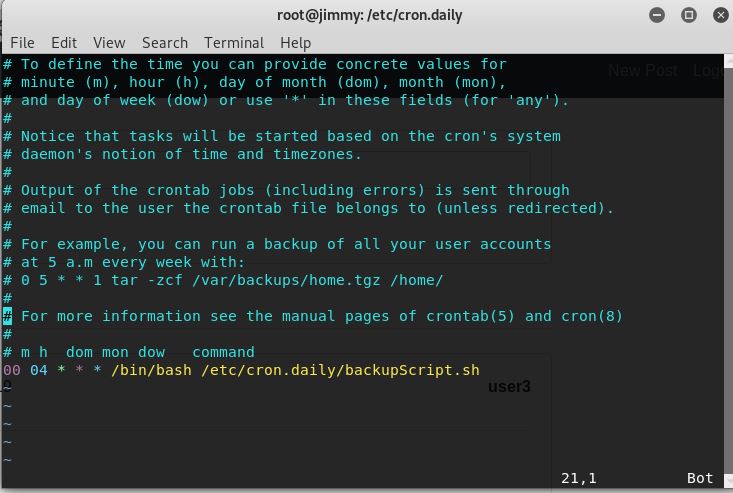 root@jimmy: /etc/cron.daily
File Edit View Search Terminal Help
# To define the time you can provide concrete values for
# minute (m), hour (h), day of month (dom), month (mon),
New Post
# and day of week (dow) or use '*' in these fields (for 'any').
#
# Notice that tasks will be started based on the cron's system
# daemon's notion of time and timezones.
#
# Output of the crontab jobs (including errors) is sent through
# email to the user the crontab file belongs to (unless redirected).
#
# For example, you can run a backup of all your user accounts
# at 5 a.m every week with:
# 0 5 * * 1 tar -zcf /var/backups/home.tgz /home/
#
# For more information see the manual pages of crontab(5) and cron(8)
#
# m h  dom mon dow   command
00 04 * * * /bin/bash /etc/cron.daily/backupScript.sh
~ user3
~
~
~
~
21,1 Bot